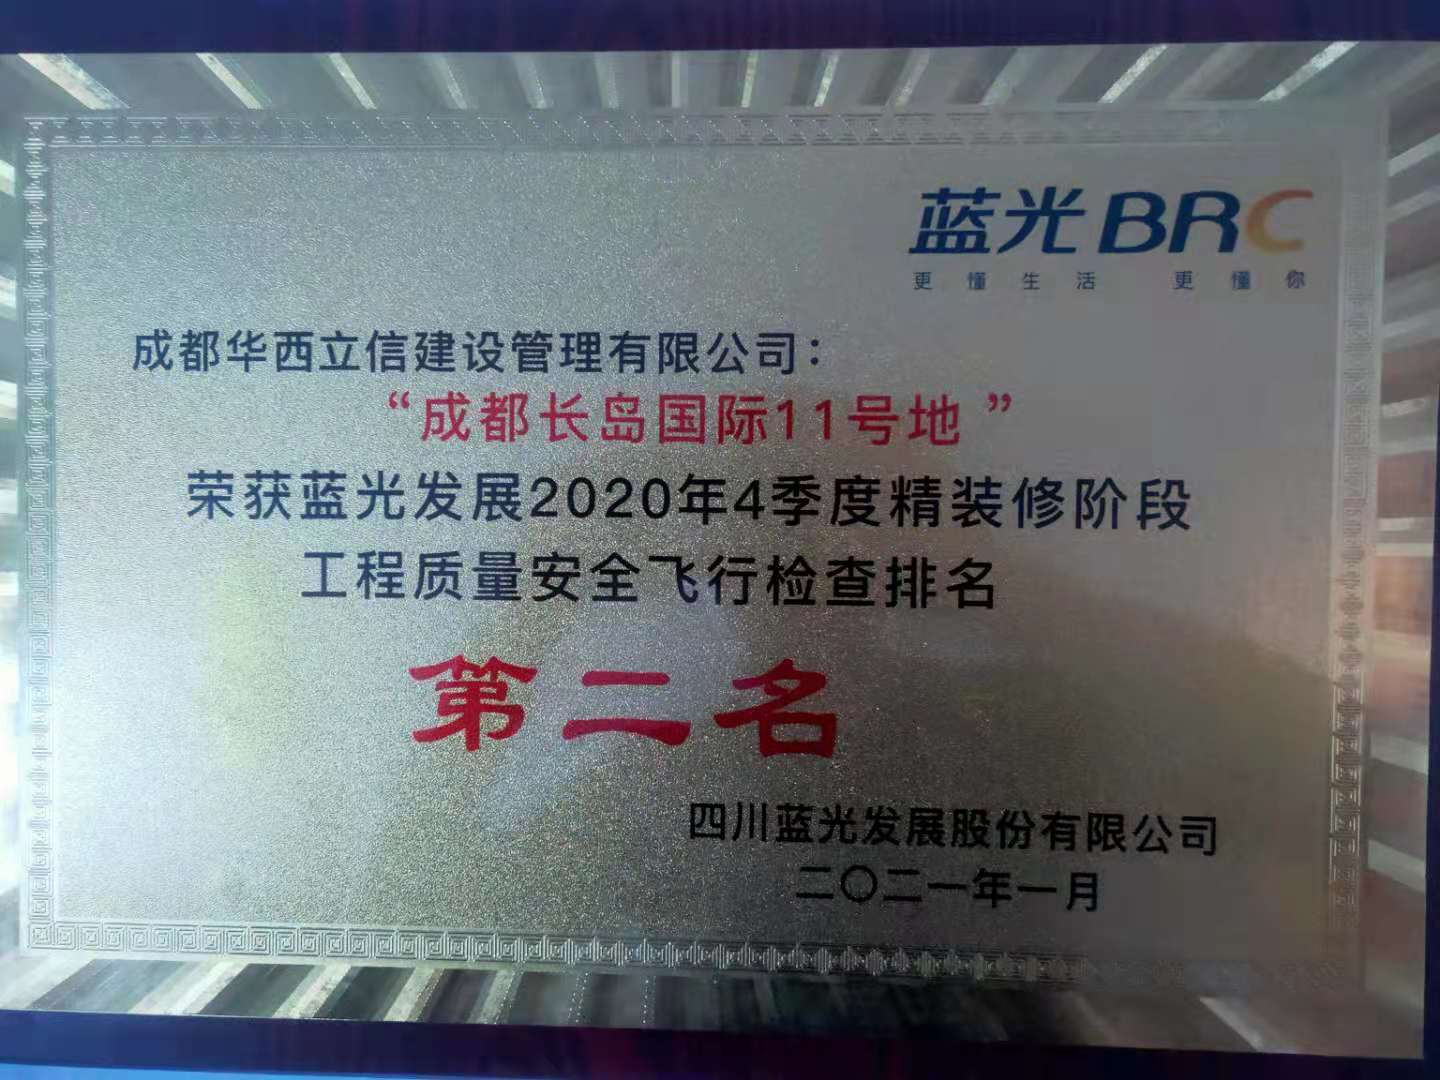 蓝光BRC
更懂生活 更懂你
成都华西立信建设管理有限公司：
“成都长岛国际11号地”
荣获蓝光发展2020年4季度精装修阶段
工程质量安全飞行检查排名
第二名
四川蓝光发展股份有限公司
二〇二一年一月